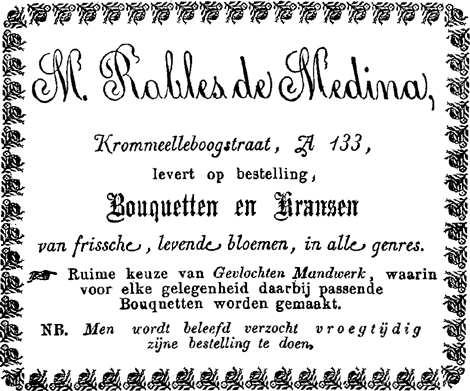 M. Robles de Medina,
Krommeelleboogstraat, A 133,
levert op bestelling,
Bouquetten en Kransen
van frissche, levende bloemen, in alle genres.
☛ Ruime keuze van Gevlochten Mandwerk, waarin
voor elke gelegenheid daarbij passende
Bouquetten worden gemaakt.
NB. Men wordt beleefd verzocht vroegtijdig
zijne bestelling te doen.